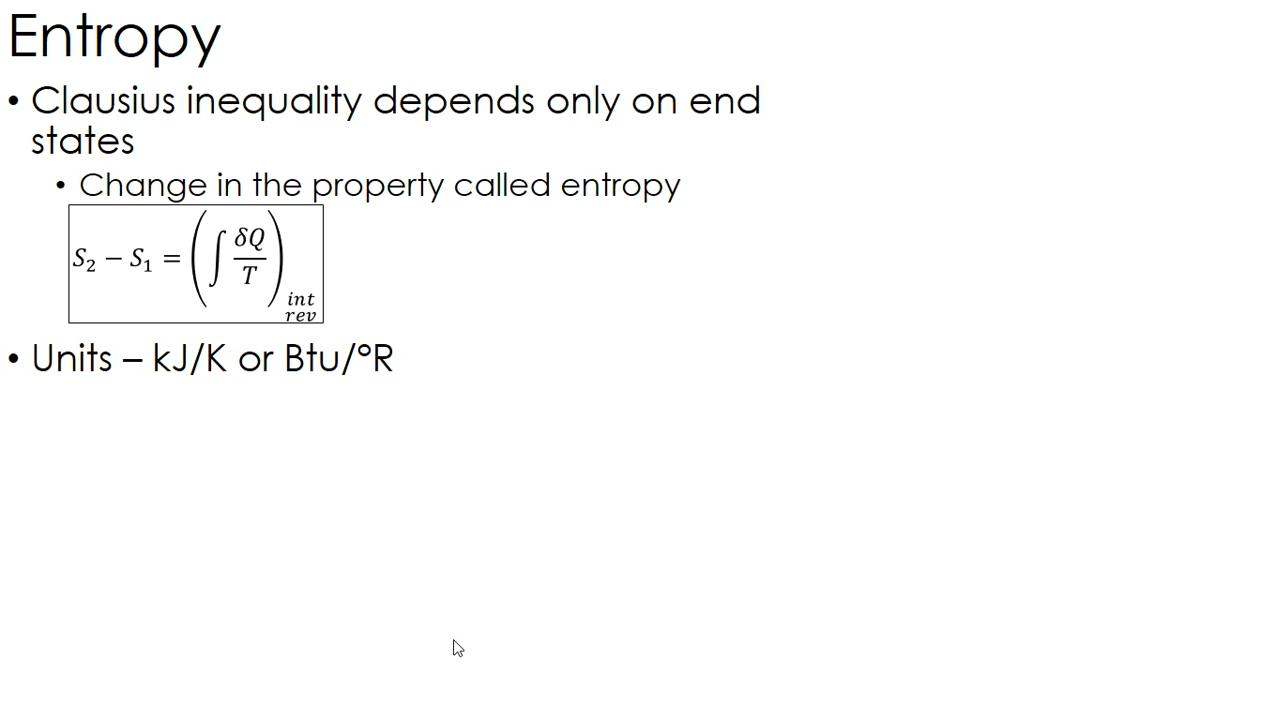 Entropy
• Clausius inequality depends only on end
states
• Change in the property called entropy
S₂ − S₁ = (∫ δQ/T) int rev
• Units – kJ/K or Btu/°R